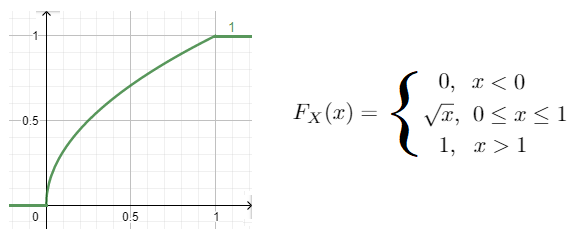 1
1
0.5
0
0.5
1
F_X(x) = { 0, x < 0
√x, 0 ≤ x ≤ 1
1, x > 1